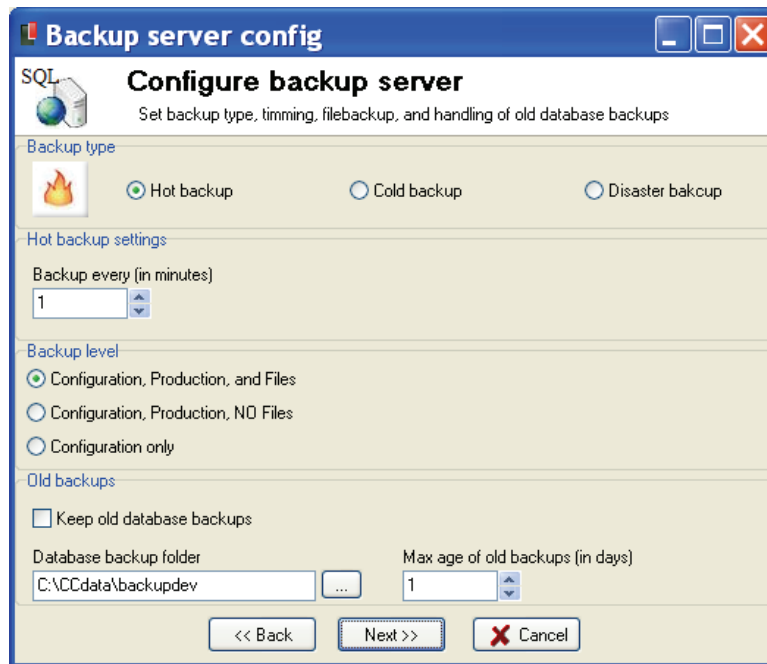 Backup server config
SQL
Configure backup server
Set backup type, timming, filebackup, and handling of old database backups
Backup type
Hot backup Cold backup Disaster bakcup
Hot backup settings
Backup every (in minutes)
1
Backup level
Configuration, Production, and Files
Configuration, Production, NO Files
Configuration only
Old backups
Keep old database backups
Database backup folder Max age of old backups (in days)
C:\CCdata\backupdev ... 1
<< Back Next >> Cancel